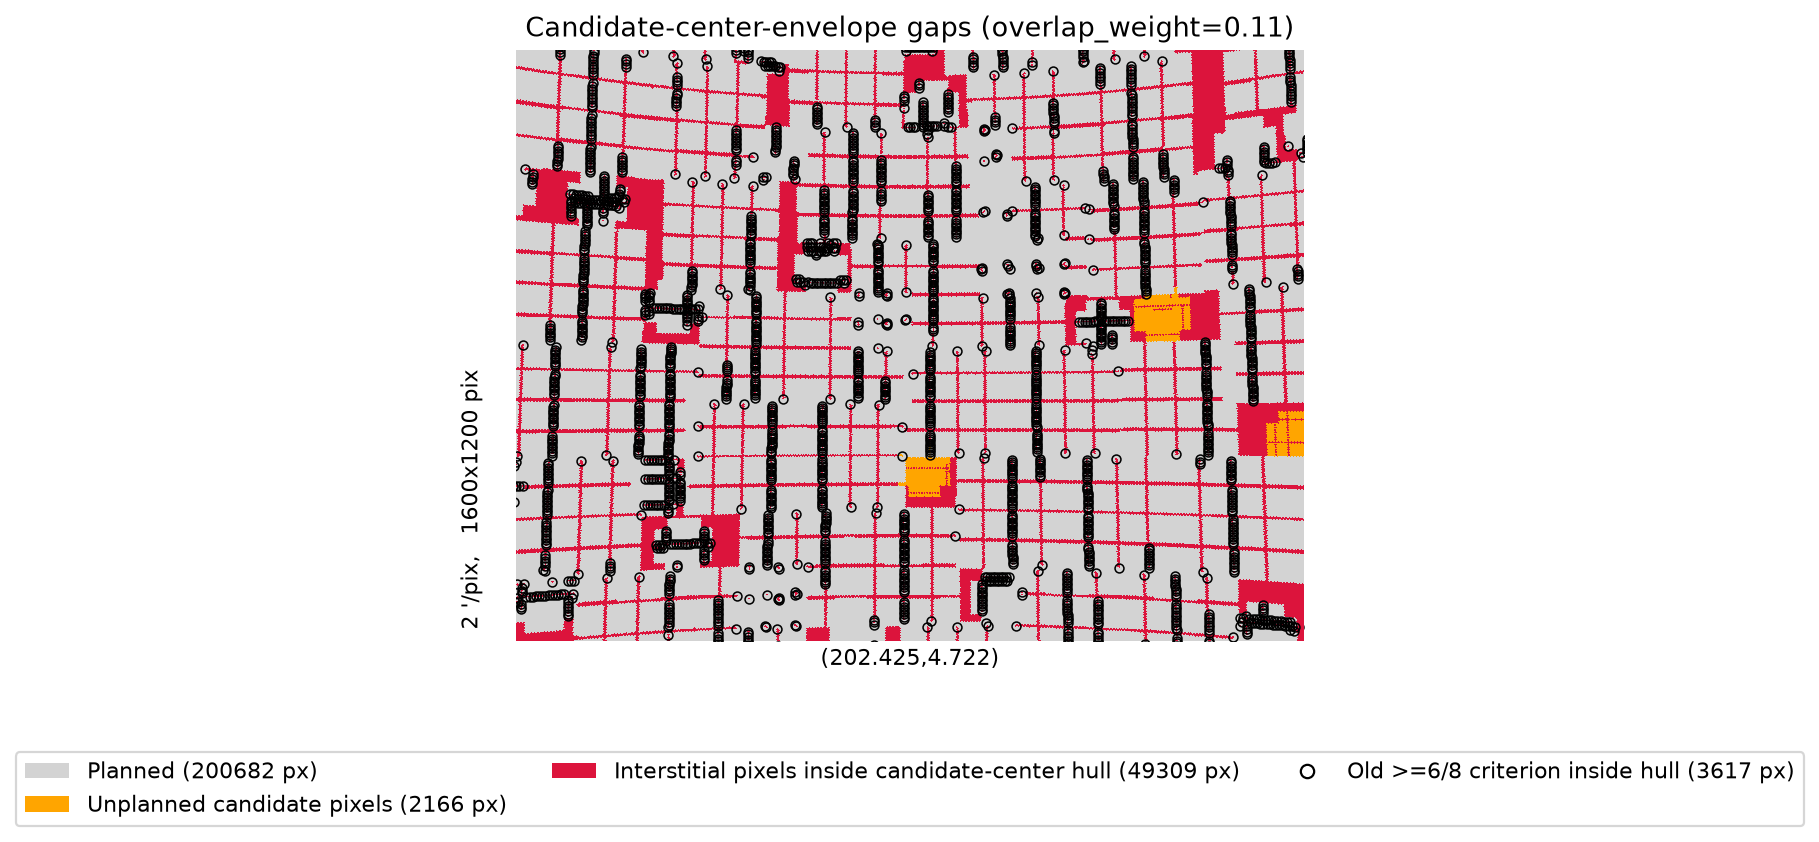 Candidate-center-envelope gaps (overlap_weight=0.11)
2 '/pix,   1600x1200 pix
(202.425,4.722)
Planned (200682 px)
Unplanned candidate pixels (2166 px)
Interstitial pixels inside candidate-center hull (49309 px)
Old >=6/8 criterion inside hull (3617 px)